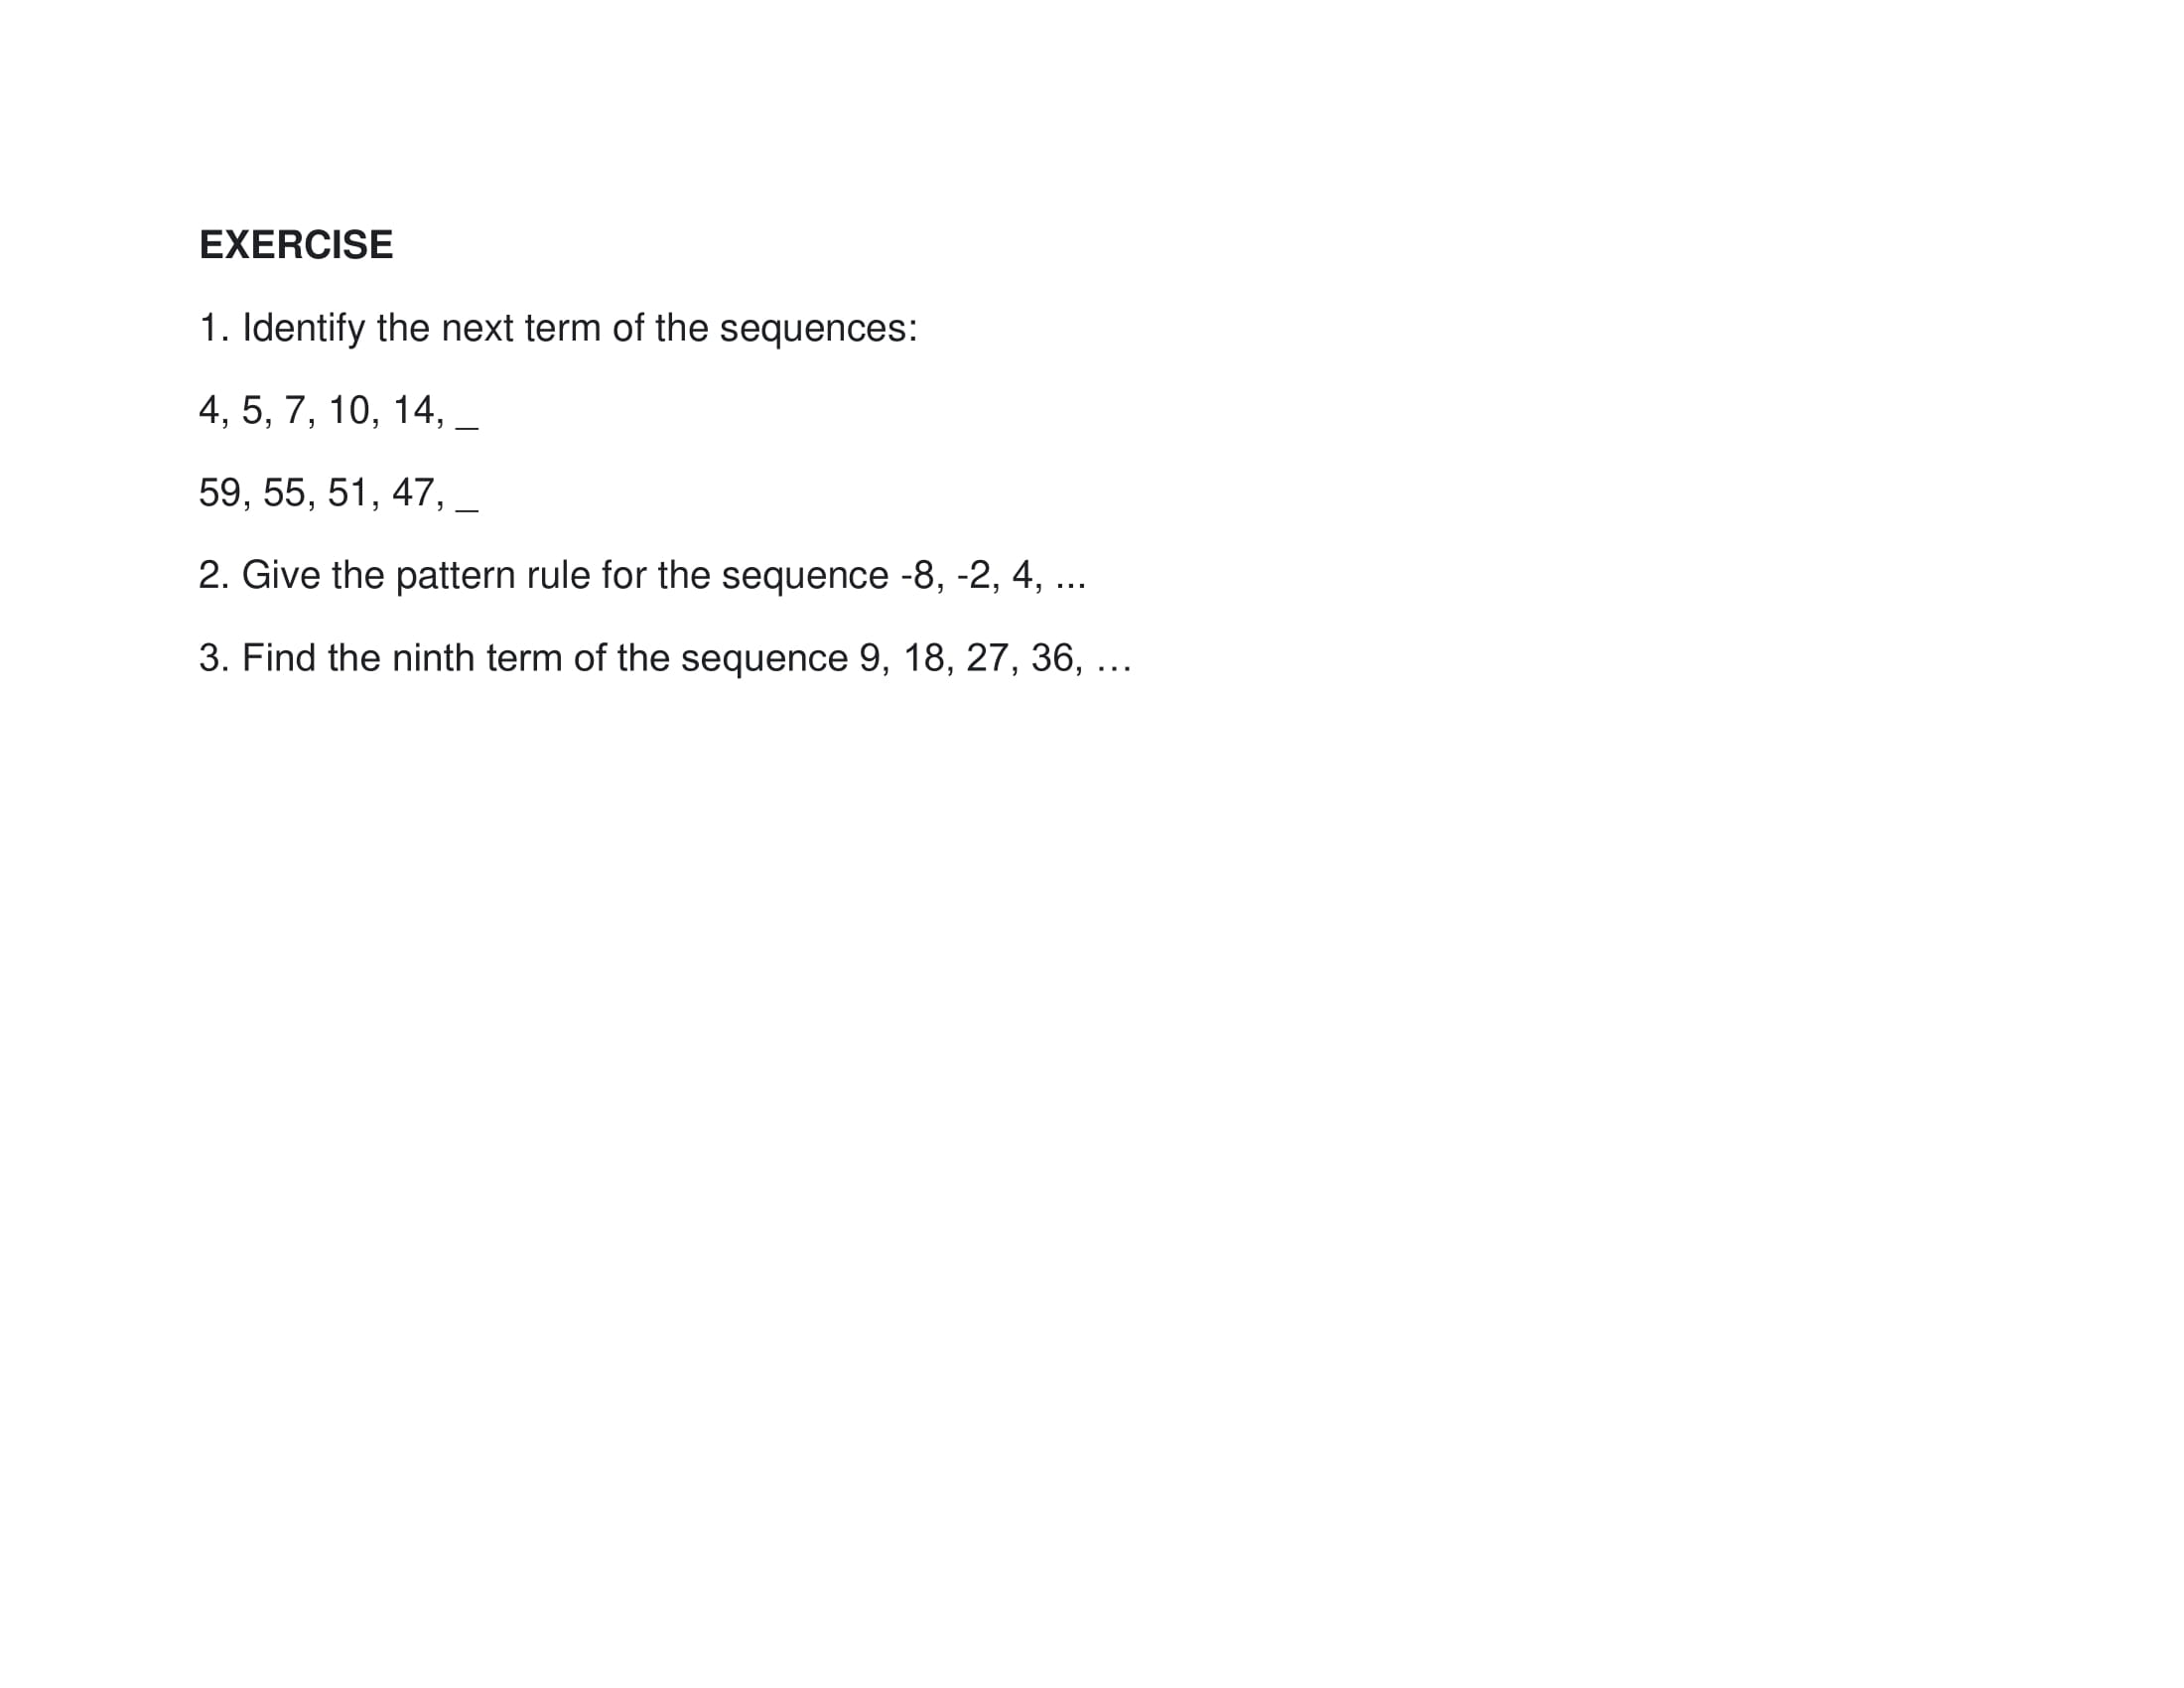 EXERCISE
1. Identify the next term of the sequences:
4, 5, 7, 10, 14, _
59, 55, 51, 47, _
2. Give the pattern rule for the sequence -8, -2, 4, ...
3. Find the ninth term of the sequence 9, 18, 27, 36, …